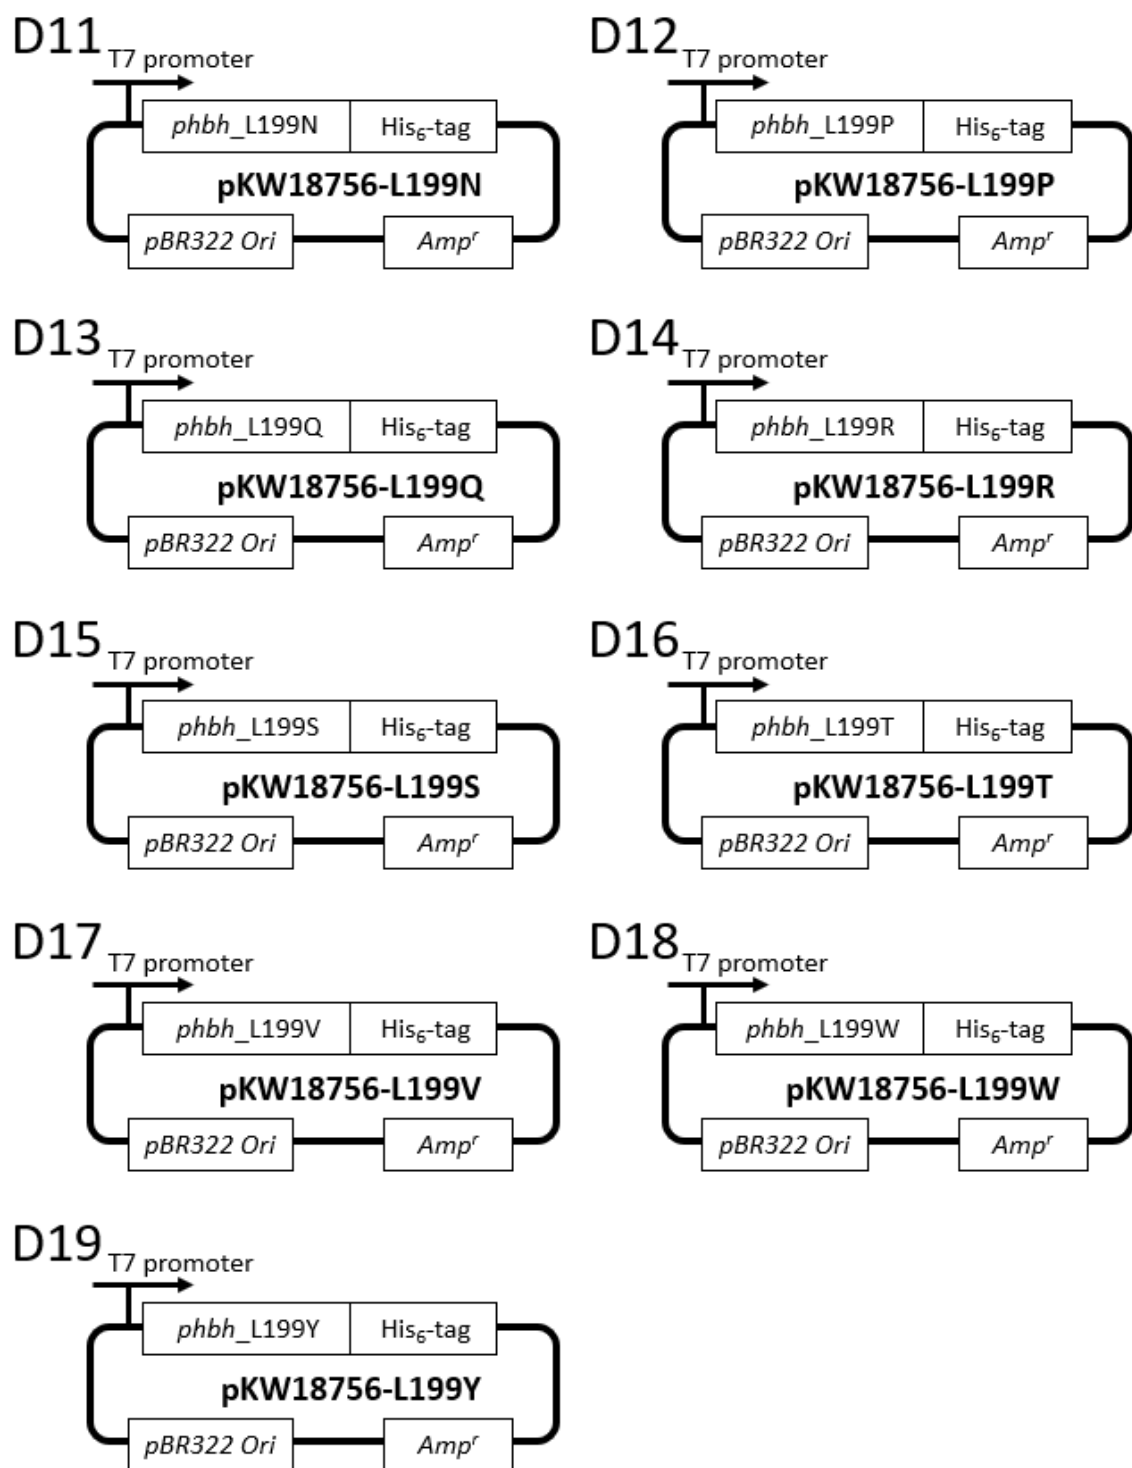 D11 D12
T7 promoter T7 promoter
phbh_L199N His₆-tag phbh_L199P His₆-tag
pKW18756-L199N pKW18756-L199P
pBR322 Ori Ampʳ pBR322 Ori Ampʳ
D13 D14
T7 promoter T7 promoter
phbh_L199Q His₆-tag phbh_L199R His₆-tag
pKW18756-L199Q pKW18756-L199R
pBR322 Ori Ampʳ pBR322 Ori Ampʳ
D15 D16
T7 promoter T7 promoter
phbh_L199S His₆-tag phbh_L199T His₆-tag
pKW18756-L199S pKW18756-L199T
pBR322 Ori Ampʳ pBR322 Ori Ampʳ
D17 D18
T7 promoter T7 promoter
phbh_L199V His₆-tag phbh_L199W His₆-tag
pKW18756-L199V pKW18756-L199W
pBR322 Ori Ampʳ pBR322 Ori Ampʳ
D19
T7 promoter
phbh_L199Y His₆-tag
pKW18756-L199Y
pBR322 Ori Ampʳ